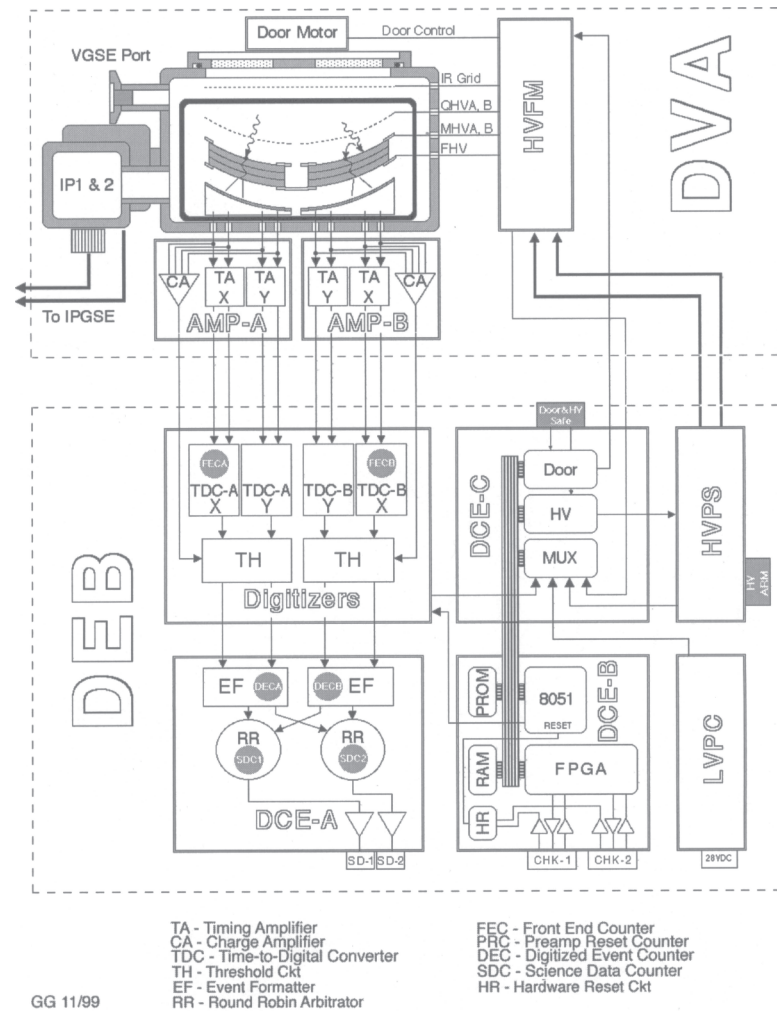 Door Motor
Door Control
VGSE Port
IR Grid
QHVA, B
MHVA, B
FHV
HVFM
DVA
IP1 & 2
To IPGSE
CA
TA X
TA Y
TA Y
TA X
CA
AMP-A
AMP-B
Door&HV Safe
FECA
FECB
TDC-A X
TDC-A Y
TDC-B Y
TDC-B X
TH
TH
Digitizers
DCE-C
Door
HV
MUX
HVPS
HV ARM
DEB
EF
DECA
DECB
EF
RR
SDC1
RR
SDC2
DCE-A
SD-1
SD-2
PROM
8051
RESET
DCE-B
RAM
FPGA
HR
CHK-1
CHK-2
LVPC
28VDC
TA - Timing Amplifier
CA - Charge Amplifier
TDC - Time-to-Digital Converter
TH - Threshold Ckt
EF - Event Formatter
RR - Round Robin Arbitrator
FEC - Front End Counter
PRC - Preamp Reset Counter
DEC - Digitized Event Counter
SDC - Science Data Counter
HR - Hardware Reset Ckt
GG 11/99